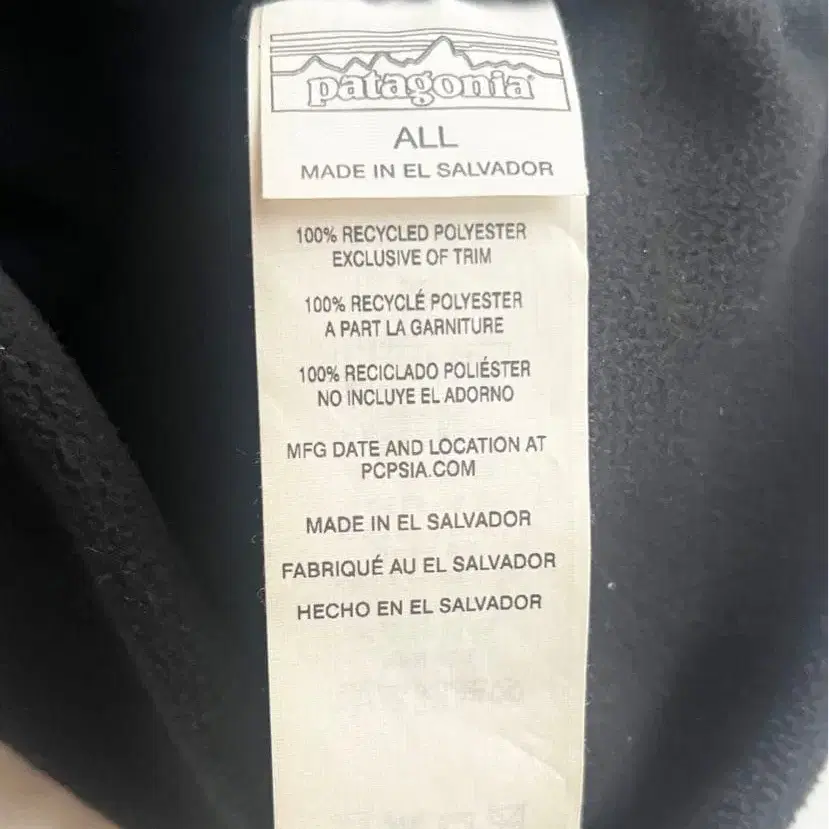 patagonia
ALL
MADE IN EL SALVADOR
100% RECYCLED POLYESTER
EXCLUSIVE OF TRIM
100% RECYCLÉ POLYESTER
A PART LA GARNITURE
100% RECICLADO POLIÉSTER
NO INCLUYE EL ADORNO
MFG DATE AND LOCATION AT
PCPSIA.COM
MADE IN EL SALVADOR
FABRIQUÉ AU EL SALVADOR
HECHO EN EL SALVADOR